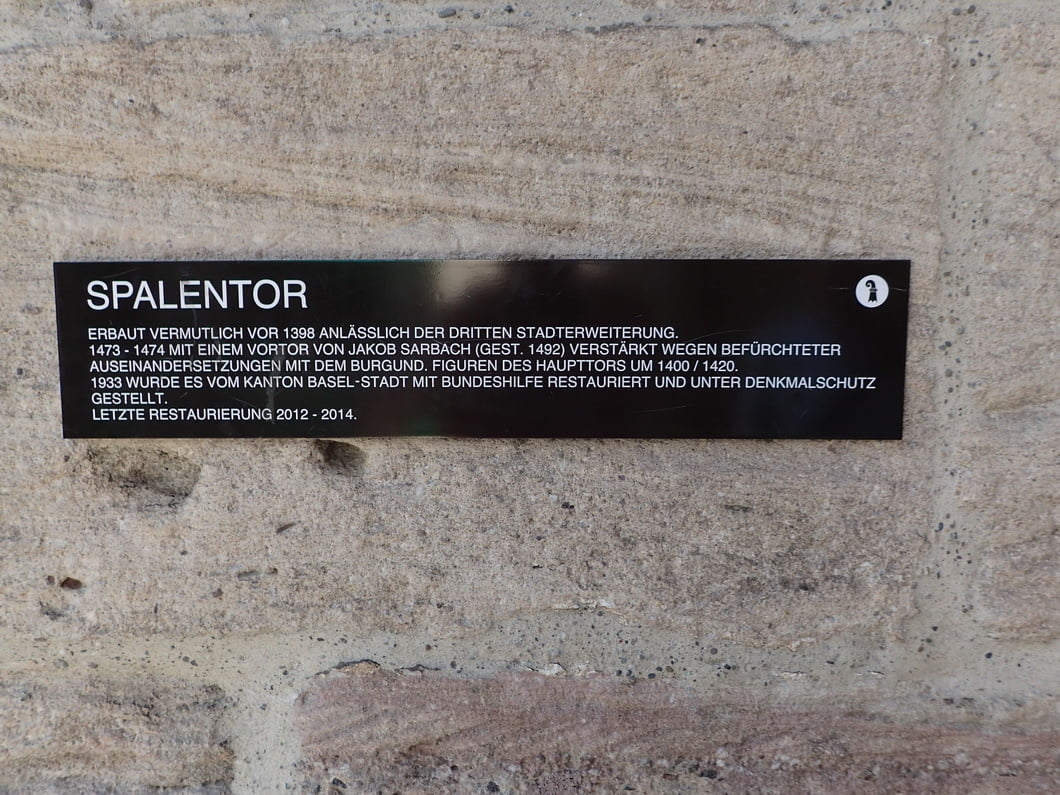 SPALENTOR
ERBAUT VERMUTLICH VOR 1398 ANLÄSSLICH DER DRITTEN STADTERWEITERUNG.
1473 - 1474 MIT EINEM VORTOR VON JAKOB SARBACH (GEST. 1492) VERSTÄRKT WEGEN BEFÜRCHTETER
AUSEINANDERSETZUNGEN MIT DEM BURGUND. FIGUREN DES HAUPTTORS UM 1400 / 1420.
1933 WURDE ES VOM KANTON BASEL-STADT MIT BUNDESHILFE RESTAURIERT UND UNTER DENKMALSCHUTZ
GESTELLT.
LETZTE RESTAURIERUNG 2012 - 2014.